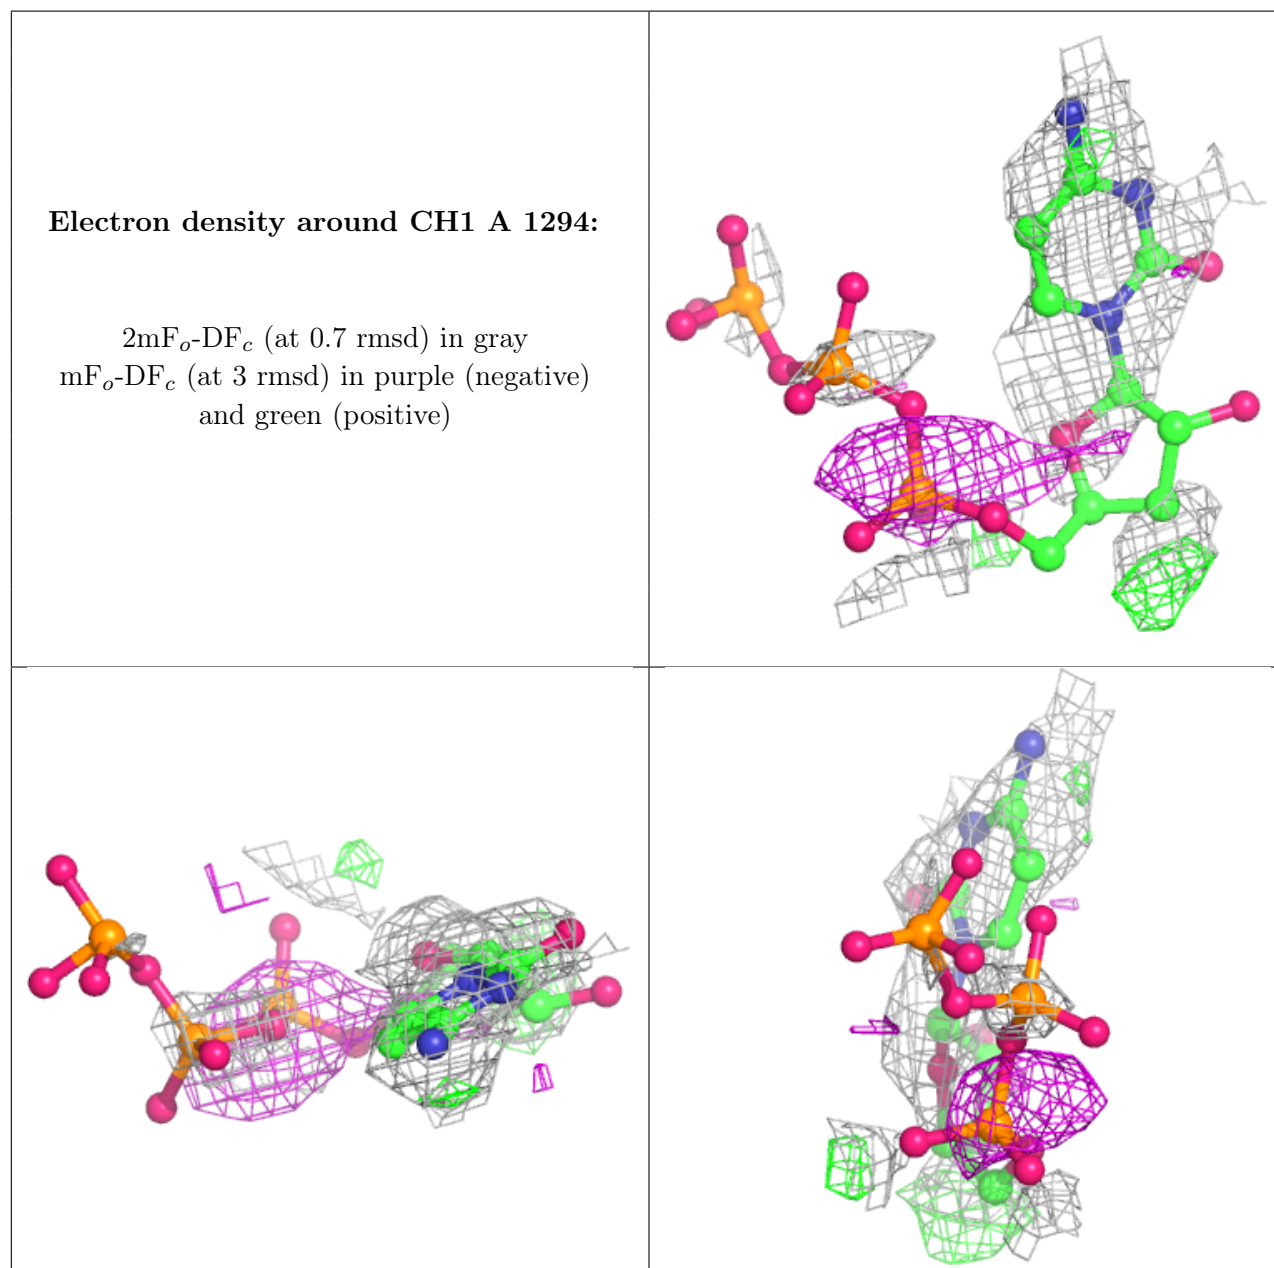 Electron density around CH1 A 1294:
2mFo-DFc (at 0.7 rmsd) in gray
mFo-DFc (at 3 rmsd) in purple (negative)
and green (positive)